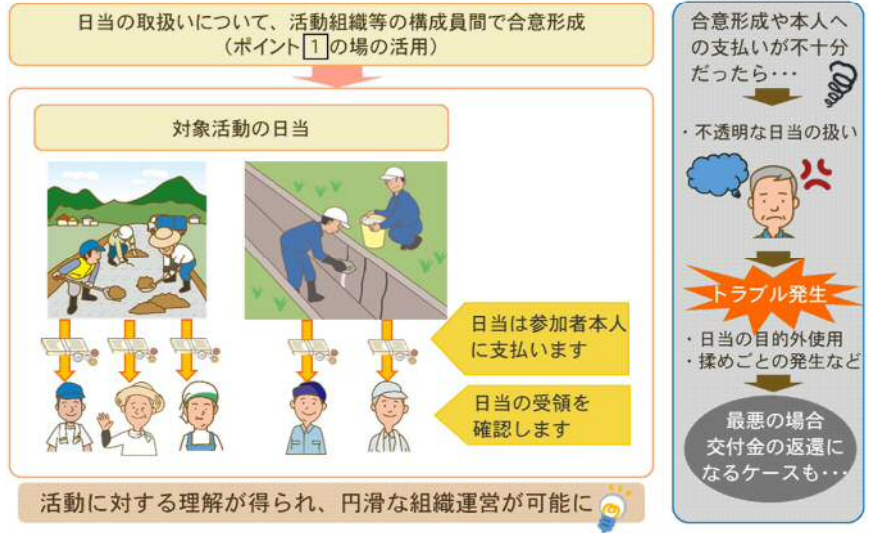 日当の取扱いについて、活動組織等の構成員間で合意形成
(ポイント1の場の活用)
対象活動の日当
日当は参加者本人
に支払います
日当の受領を
確認します
活動に対する理解が得られ、円滑な組織運営が可能に
合意形成や本人へ
の支払いが不十分
だったら・・・
・不透明な日当の扱い
トラブル発生
・日当の目的外使用
・揉めごとの発生など
最悪の場合
交付金の返還に
なるケースも・・・